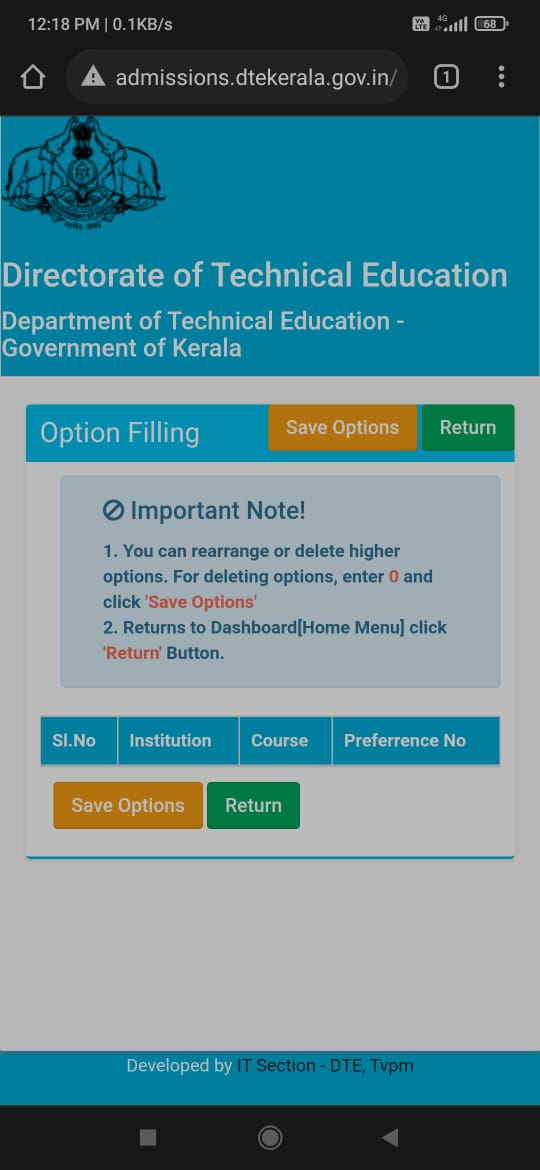 12:18 PM | 0.1KB/s
Vo LTE 4G 68
admissions.dtekerala.gov.in/
1
Directorate of Technical Education
Department of Technical Education -
Government of Kerala
Option Filling
Save Options
Return
Important Note!
1. You can rearrange or delete higher
options. For deleting options, enter 0 and
click 'Save Options'
2. Returns to Dashboard[Home Menu] click
'Return' Button.
Sl.No Institution Course Preferrence No
Save Options
Return
Developed by IT Section - DTE, Tvpm